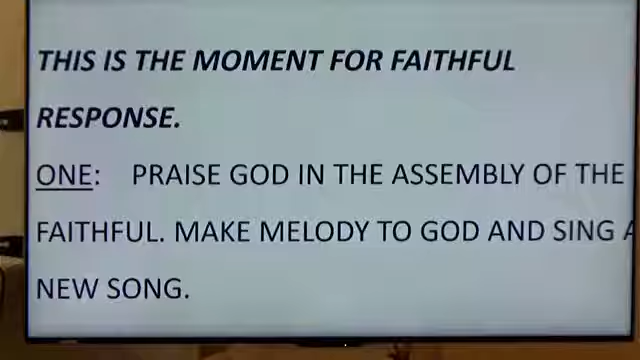 THIS IS THE MOMENT FOR FAITHFUL
RESPONSE.
ONE: PRAISE GOD IN THE ASSEMBLY OF THE
FAITHFUL. MAKE MELODY TO GOD AND SING A
NEW SONG.